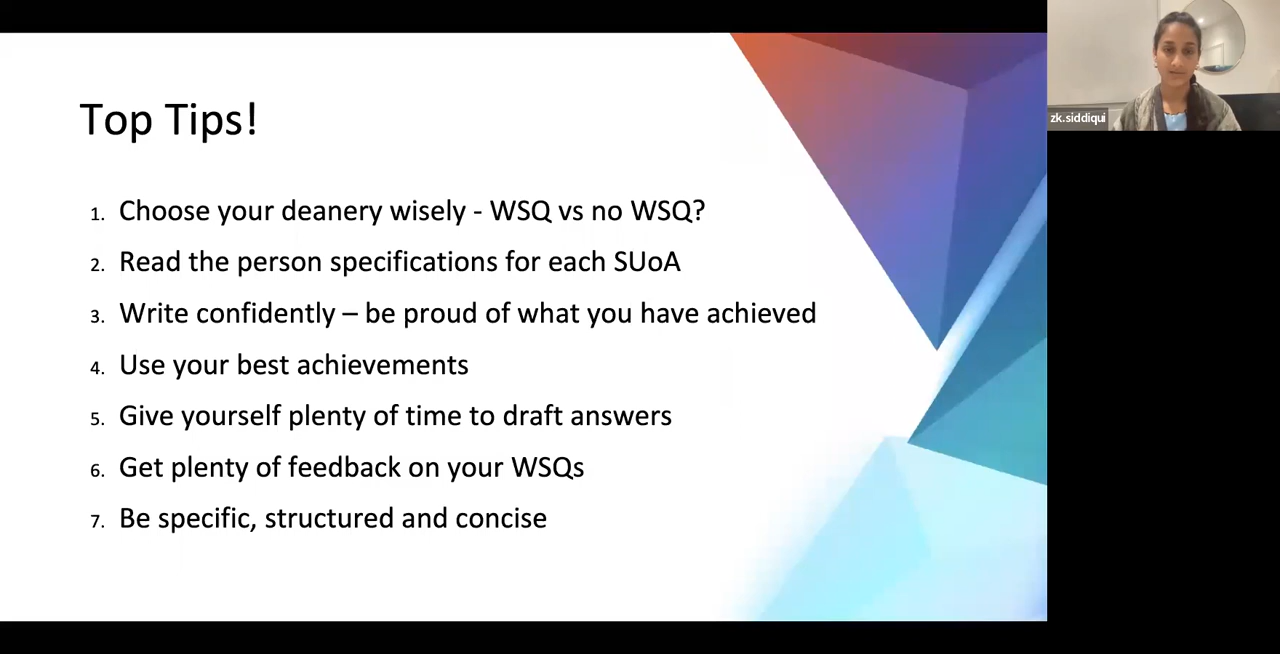 Top Tips!
1. Choose your deanery wisely - WSQ vs no WSQ?
2. Read the person specifications for each SUoA
3. Write confidently – be proud of what you have achieved
4. Use your best achievements
5. Give yourself plenty of time to draft answers
6. Get plenty of feedback on your WSQs
7. Be specific, structured and concise
zk.siddiqui